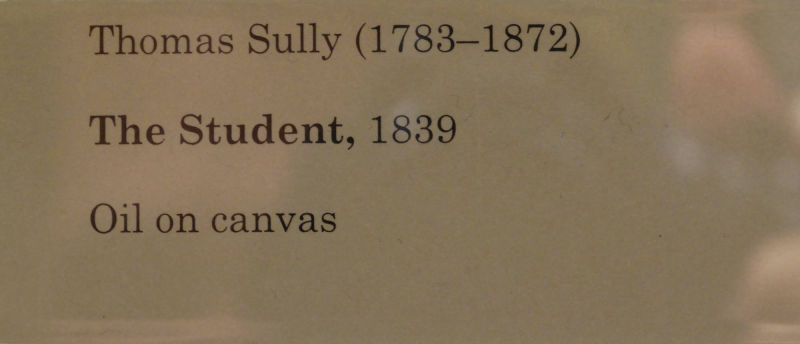 Thomas Sully (1783–1872)
The Student, 1839
Oil on canvas